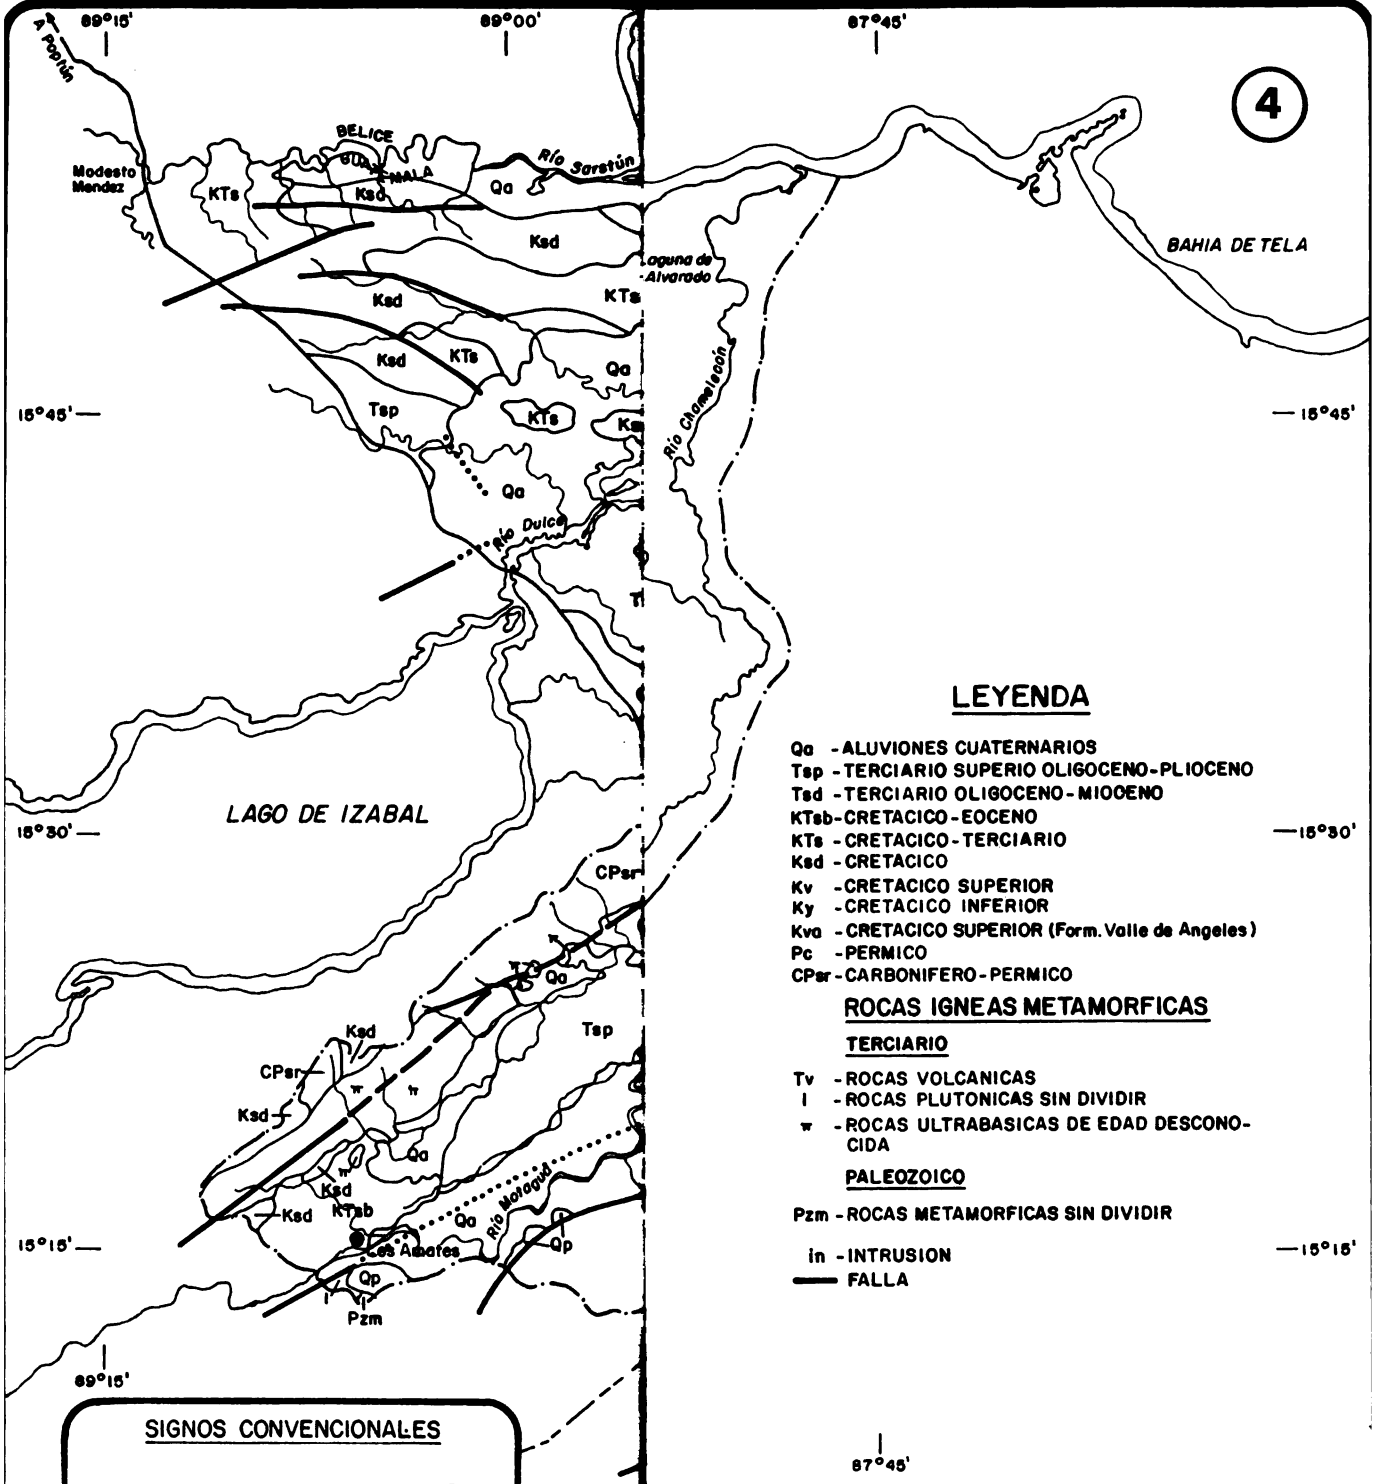 89°15'
89°00'
87°45'
A Poptún
4
BELICE
GUATEMALA
Río Sarstún
Modesto
Mendez
KTs
Ksd
Qa
Ksd
BAHIA DE TELA
Laguna de
Alvarado
Ksd
KTs
Ksd
KTs
Qa
Río Chamelecón
15°45'
Tsp
KTs
Ks
15°45'
Qa
Río Dulce
LEYENDA
Qa - ALUVIONES CUATERNARIOS
Tsp - TERCIARIO SUPERIO OLIGOCENO-PLIOCENO
Tsd - TERCIARIO OLIGOCENO-MIOCENO
KTsb - CRETACICO-EOCENO
KTs - CRETACICO-TERCIARIO
Ksd - CRETACICO
Kv - CRETACICO SUPERIOR
Ky - CRETACICO INFERIOR
Kva - CRETACICO SUPERIOR (Form. Valle de Angeles)
Pc - PERMICO
CPsr - CARBONIFERO-PERMICO
ROCAS IGNEAS METAMORFICAS
TERCIARIO
Tv - ROCAS VOLCANICAS
I - ROCAS PLUTONICAS SIN DIVIDIR
π - ROCAS ULTRABASICAS DE EDAD DESCONO-
CIDA
PALEOZOICO
Pzm - ROCAS METAMORFICAS SIN DIVIDIR
in - INTRUSION
FALLA
LAGO DE IZABAL
15°30'
15°30'
CPsr
π
π
Qa
Tsp
Ksd
CPsr
π
π
Ksd
Qa
π
Ksd
KTsb
Ksd
Qa
Río Motagua
15°15'
Los Amates
Qp
I
15°15'
Qp
I
I
Pzm
89°15'
SIGNOS CONVENCIONALES
87°45'